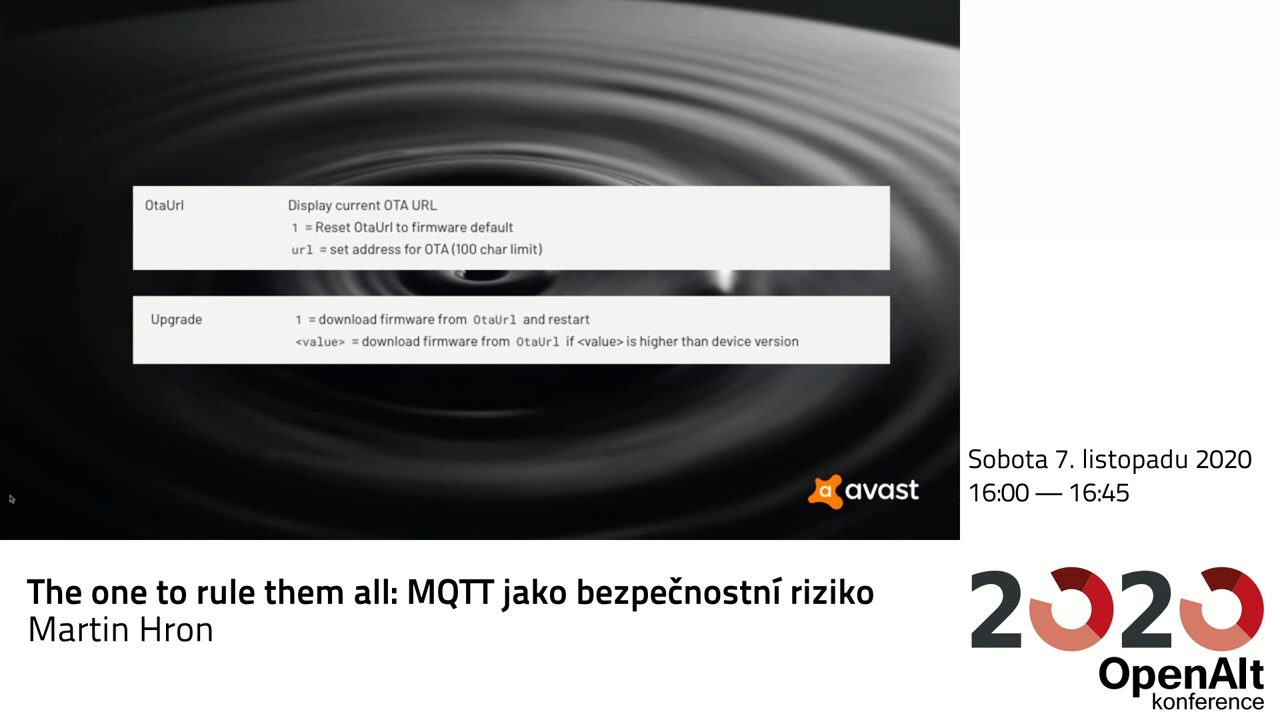 OtaUrl
Display current OTA URL
1 = Reset OtaUrl to firmware default
url = set address for OTA (100 char limit)
Upgrade
1 = download firmware from OtaUrl and restart
<value> = download firmware from OtaUrl if <value> is higher than device version
a avast
Sobota 7. listopadu 2020
16:00 — 16:45
The one to rule them all: MQTT jako bezpečnostní riziko
Martin Hron
2020
OpenAlt
konference